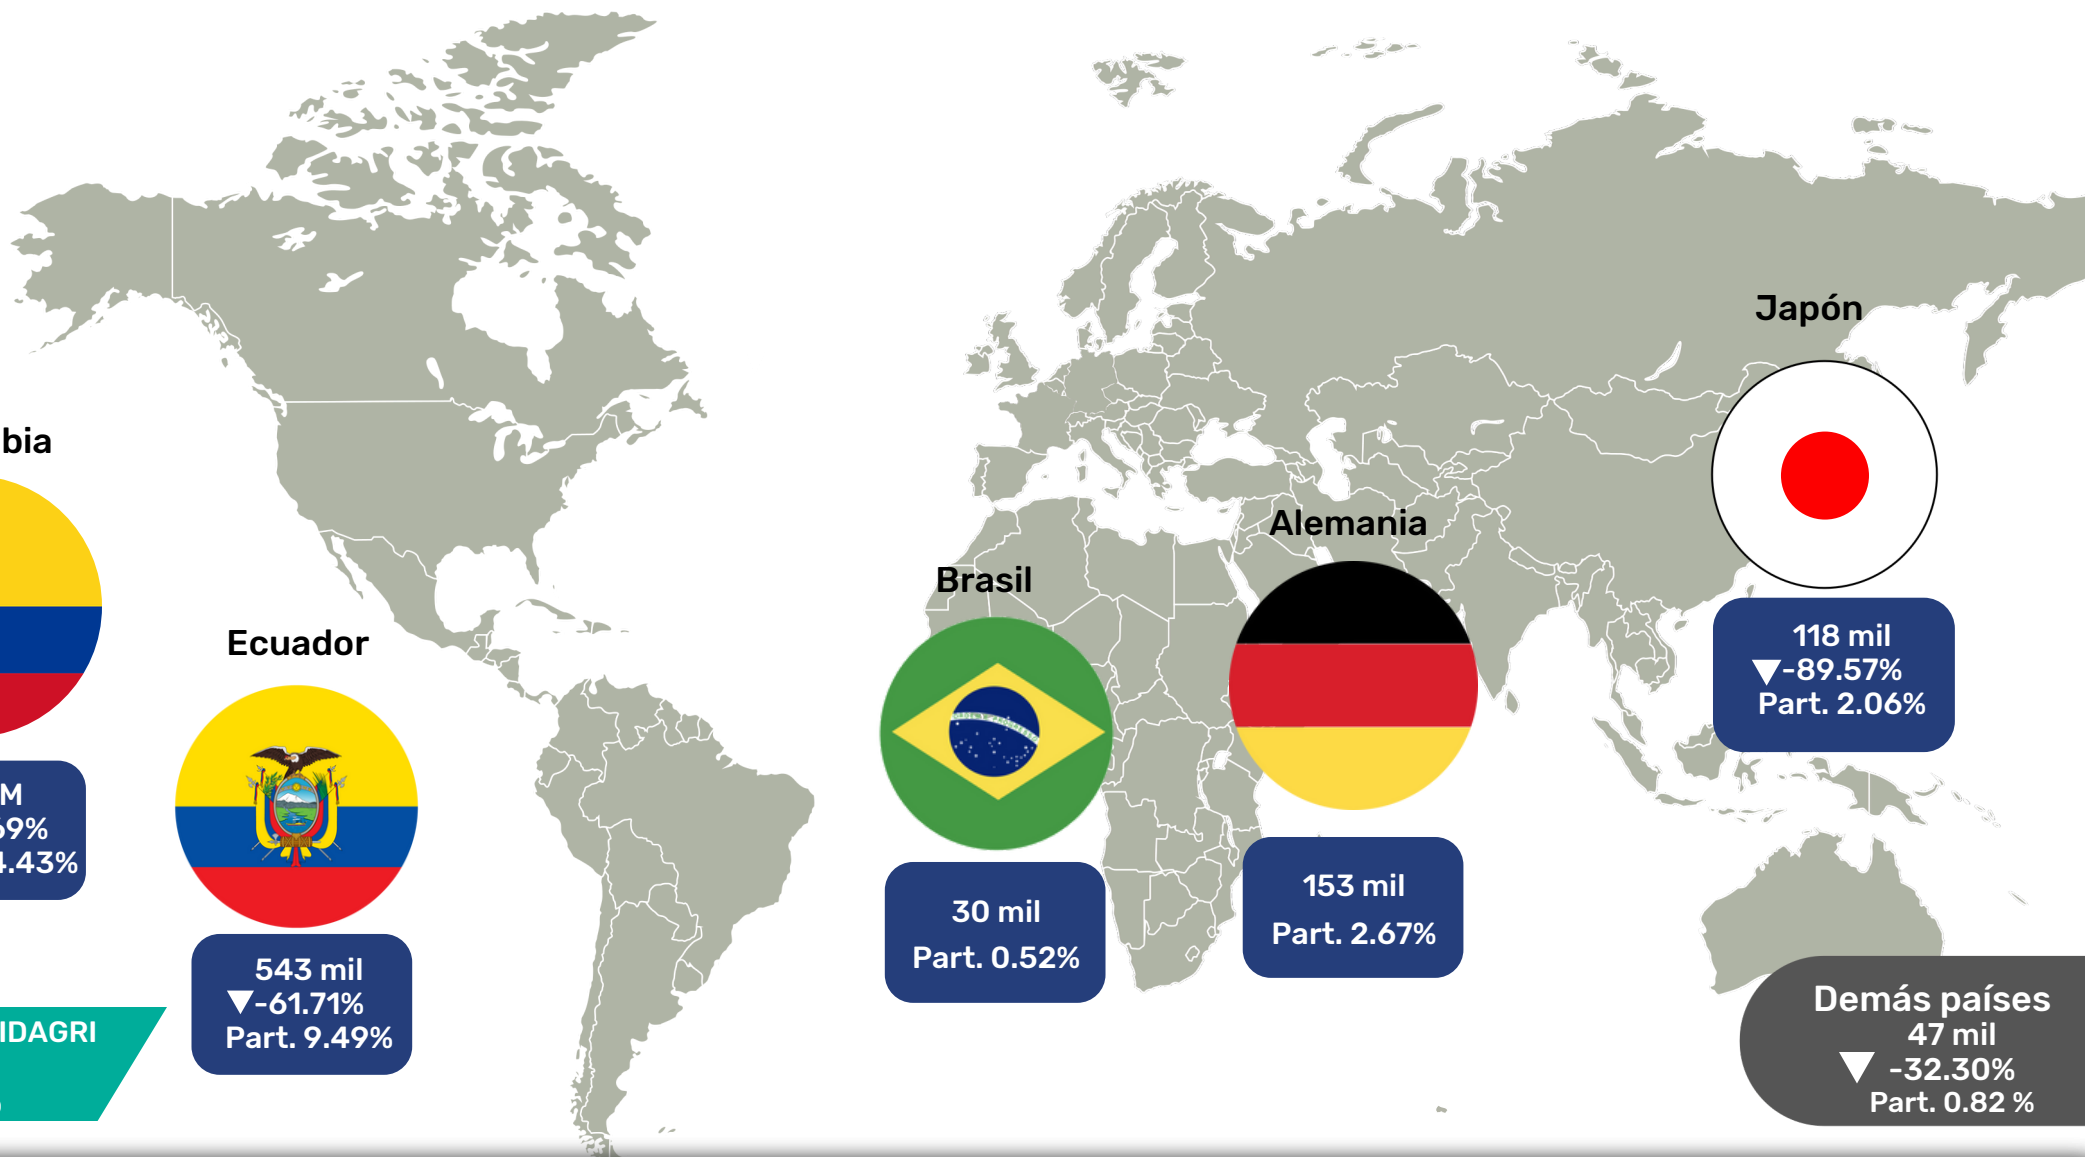 bia
M
69%
4.43%
IDAGRI
Ecuador
543 mil
▼-61.71%
Part. 9.49%
Brasil
30 mil
Part. 0.52%
Alemania
153 mil
Part. 2.67%
Japón
118 mil
▼-89.57%
Part. 2.06%
Demás países
47 mil
▼ -32.30%
Part. 0.82 %